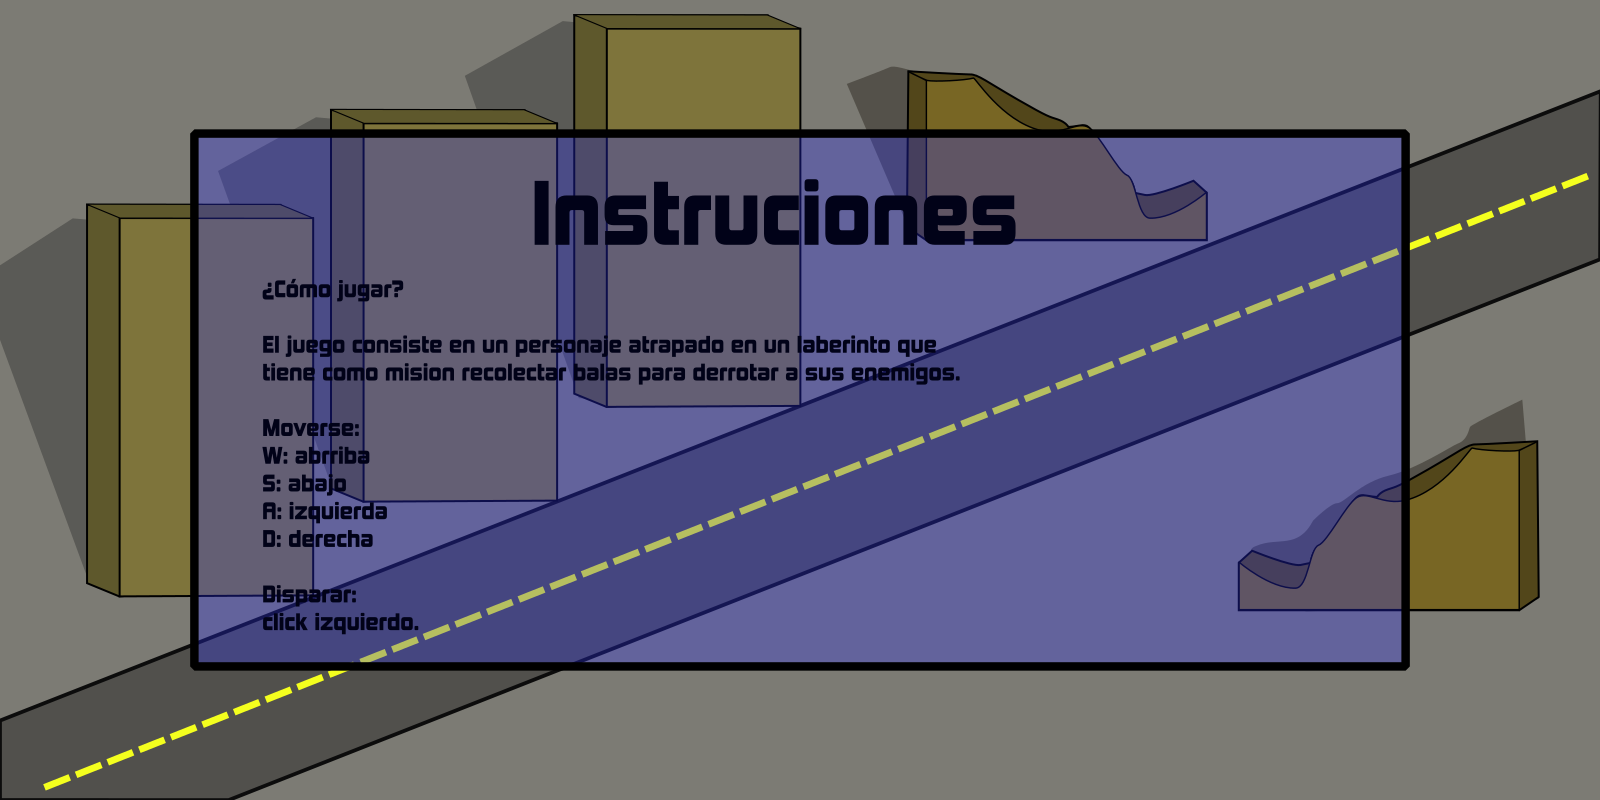 Instruciones
¿Cómo jugar?
El juego consiste en un personaje atrapado en un laberinto que
tiene como mision recolectar balas para derrotar a sus enemigos.
Moverse:
W: abrriba
S: abajo
A: izquierda
D: derecha
Disparar:
click izquierdo.